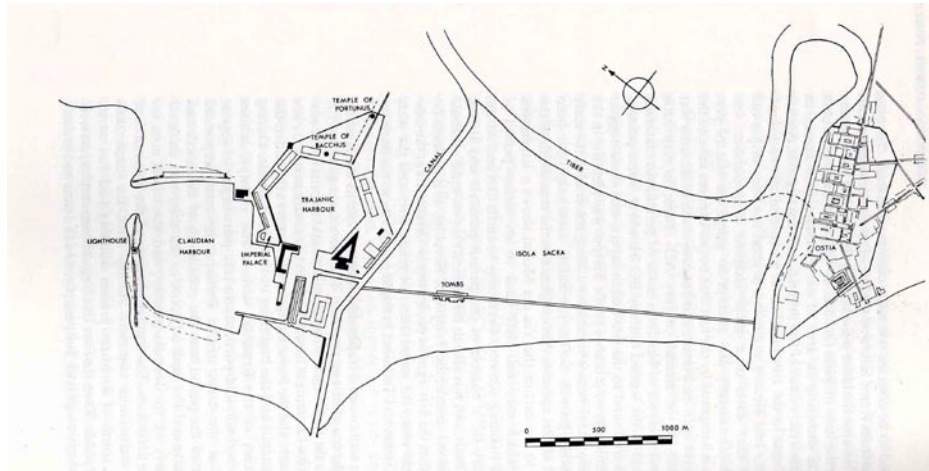 TEMPLE OF
PORTUNUS
TEMPLE OF
BACCHUS
N
CANAL
TIBER
TRAJANIC
HARBOUR
LIGHTHOUSE
CLAUDIAN
HARBOUR
IMPERIAL
PALACE
ISOLA SACRA
OSTIA
TOMBS
0 500 1000 M